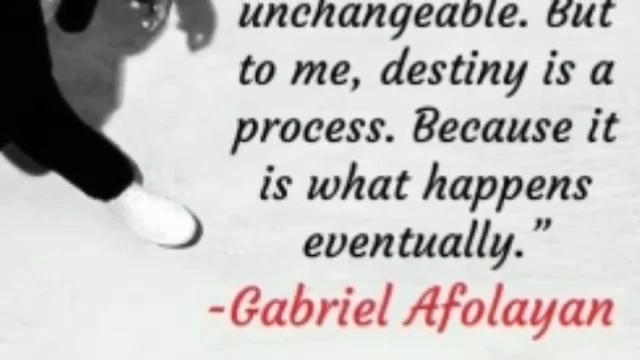 unchangeable. But
to me, destiny is a
process. Because it
is what happens
eventually.”
-Gabriel Afolayan